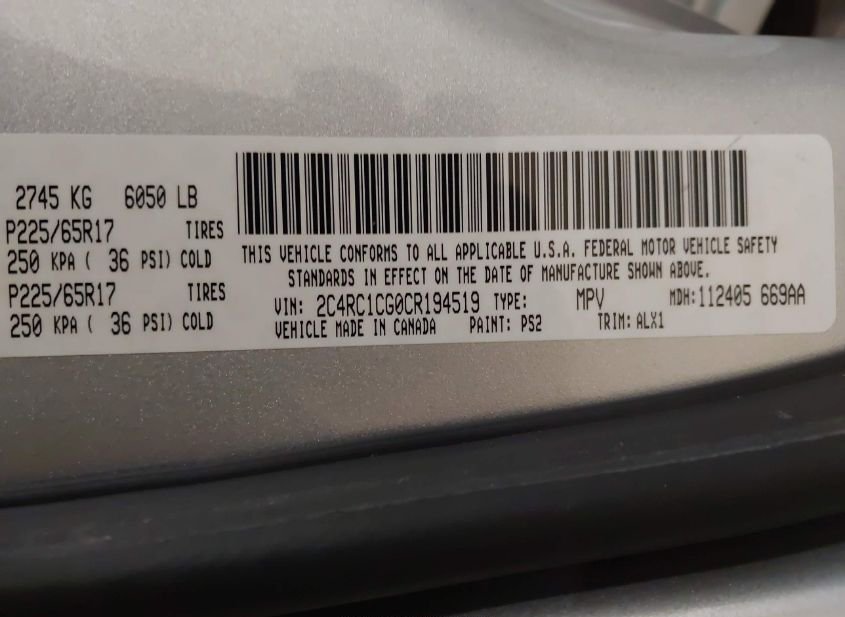 2745 KG 6050 LB
P225/65R17 TIRES
250 KPA ( 36 PSI) COLD
P225/65R17 TIRES
250 KPA ( 36 PSI) COLD
THIS VEHICLE CONFORMS TO ALL APPLICABLE U.S.A. FEDERAL MOTOR VEHICLE SAFETY
STANDARDS IN EFFECT ON THE DATE OF MANUFACTURE SHOWN ABOVE.
VIN: 2C4RC1CG0CR194519 TYPE: MPV MDH:112405 669AA
VEHICLE MADE IN CANADA PAINT: PS2 TRIM: ALX1